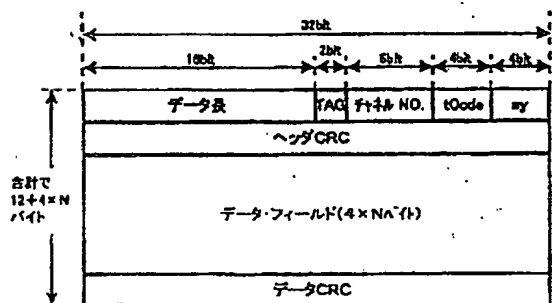 32bit
16bit 2bit 6bit 4bit 4bit
データ長 TAG チャネル NO. tCode sy
ヘッダCRC
合計で
12+4×N
バイト
データ・フィールド(4×Nバイト)
データCRC